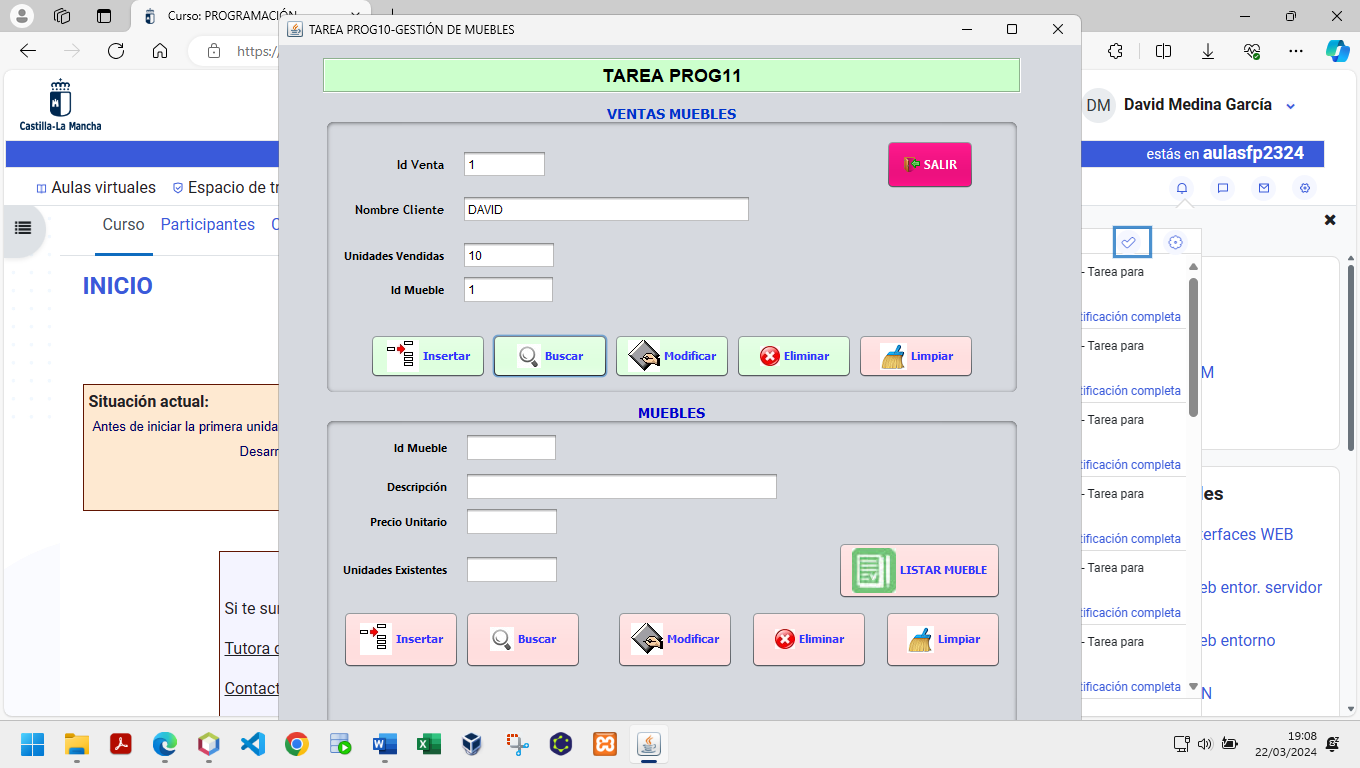 Curso: PROGRAMACIÓN
TAREA PROG10-GESTIÓN DE MUEBLES
https:/
TAREA PROG11
Castilla-La Mancha
DM David Medina García
estás en aulasfp2324
Aulas virtuales
Espacio de tr
Curso
Participantes
INICIO
VENTAS MUEBLES
Id Venta 1
SALIR
Nombre Cliente DAVID
Unidades Vendidas 10
Id Mueble 1
Insertar
Buscar
Modificar
Eliminar
Limpiar
Situación actual:
Antes de iniciar la primera unida
Desarr
MUEBLES
Id Mueble
Descripción
Precio Unitario
Unidades Existentes
LISTAR MUEBLE
Insertar
Buscar
Modificar
Eliminar
Limpiar
Si te sur
Tutora
Contact
- Tarea para
tificación completa
- Tarea para
tificación completa
- Tarea para
tificación completa
- Tarea para
tificación completa
- Tarea para
tificación completa
- Tarea para
tificación completa
M
les
terfaces WEB
eb entor. servidor
eb entorno
N
19:08
22/03/2024